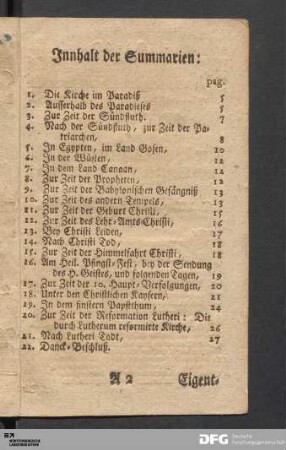 Innhalt der Summarien:
pag.
1. Die Kirche im Paradiß 5
2. Ausserhalb des Paradieses 5
3. Zur Zeit der Sündfluth. 7
4. Nach der Sündfluth, zur Zeit der Pa-
triarchen, 8
5. In Egypten, im Land Gosen, 10
6. In der Wüsten, 12
7. In dem Land Canaan, 12
8. Zur Zeit der Propheten, 12
9. Zur Zeit der Babylonischen Gefängniß 13
10. Zur Zeit des andern Tempels, 13
11. Zur Zeit der Geburt Christi, 15
12. Zur Zeit des Lehr-Amts Christi, 16
13. Bey Christi Leiden, 17
14. Nach Christi Tod, 18
15. Zur Zeit der Himmelfahrt Christi, 18
16. Am Heil. Pfingst-Fest, bey der Sendung
des H. Geistes, und folgenden Tagen, 19
17. Zur Zeit der 10. Haupt-Verfolgungen, 20
18. Unter den Christlichen Kaysern, 21
19. In dem finstern Papstthum, 24
20. Zur Zeit der Reformation Lutheri: Die
durch Lutherum reformirte Kirche, 26
21. Nach Lutheri Todt, 27
22. Danck-Beschluß.
A 2 Eigent-
DFG Deutsche
Forschungsgemeinschaft